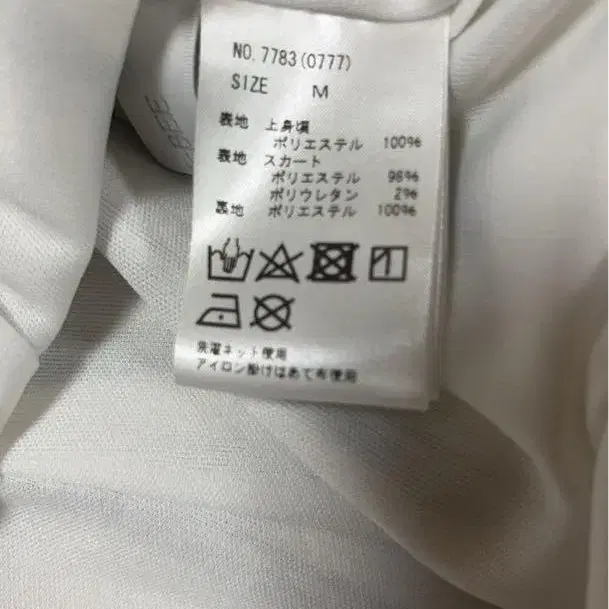 NO. 7783(0777)
SIZE M
表地 上身頃
ポリエステル 100%
表地 スカート
ポリエステル 98%
ポリウレタン 2%
裏地 ポリエステル 100%
洗濯ネット使用
アイロン掛けはあて布使用